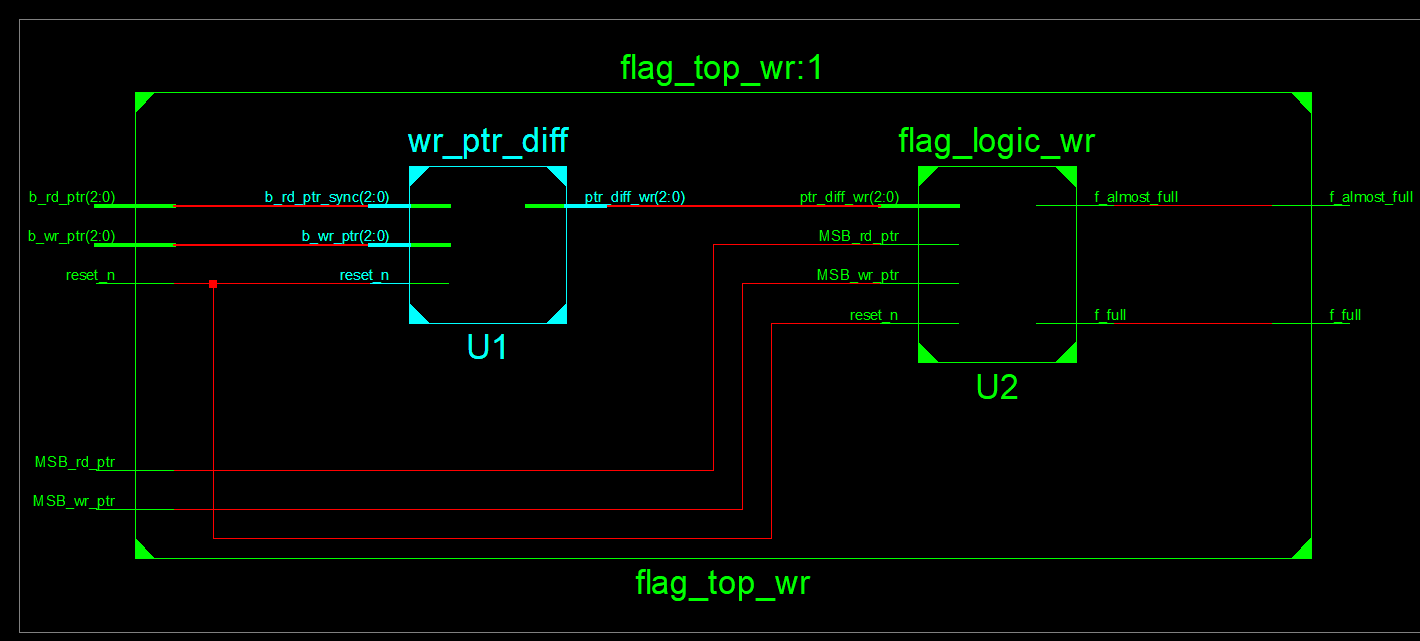 flag_top_wr:1
wr_ptr_diff
flag_logic_wr
b_rd_ptr(2:0)
b_rd_ptr_sync(2:0)
ptr_diff_wr(2:0)
ptr_diff_wr(2:0)
f_almost_full
f_almost_full
b_wr_ptr(2:0)
b_wr_ptr(2:0)
MSB_rd_ptr
reset_n
reset_n
MSB_wr_ptr
reset_n
f_full
f_full
U1
U2
MSB_rd_ptr
MSB_wr_ptr
flag_top_wr